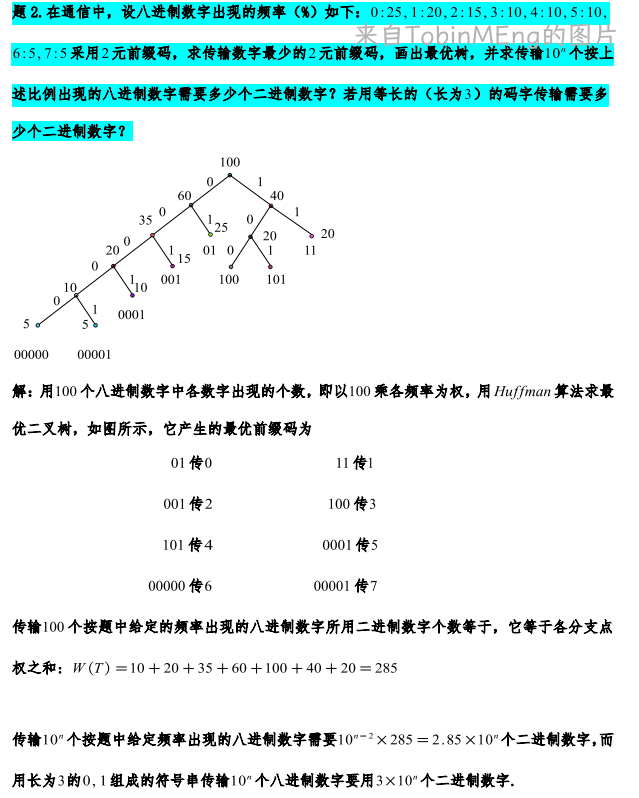 题 2. 在通信中，设八进制数字出现的频率（%）如下：0:25, 1:20, 2:15, 3:10, 4:10, 5:10,
来自TobinMEng的图片
6:5, 7:5 采用 2 元前缀码，求传输数字最少的 2 元前缀码，画出最优树，并求传输10ⁿ 个按上
述比例出现的八进制数字需要多少个二进制数字？若用等长的（长为3）的码字传输需要多
少个二进制数字？
100
0 1
60 40
0 1 0 1
35 25 20 20
0 1 01 0 1 11
20 15
0 1 001 100 101
10 10
0 1 0001
5 5
00000 00001
解：用100 个八进制数字中各数字出现的个数，即以100 乘各频率为权，用 Huffman 算法求最
优二叉树，如图所示，它产生的最优前缀码为
01 传0 11 传1
001 传2 100 传3
101 传4 0001 传5
00000 传6 00001 传7
传输100 个按题中给定的频率出现的八进制数字所用二进制数字个数等于，它等于各分支点
权之和：W(T) = 10 + 20 + 35 + 60 + 100 + 40 + 20 = 285
传输10ⁿ 个按题中给定频率出现的八进制数字需要10ⁿ⁻² × 285 = 2.85 × 10ⁿ 个二进制数字，而
用长为 3 的 0, 1 组成的符号串传输10ⁿ 个八进制数字要用3 × 10ⁿ 个二进制数字.